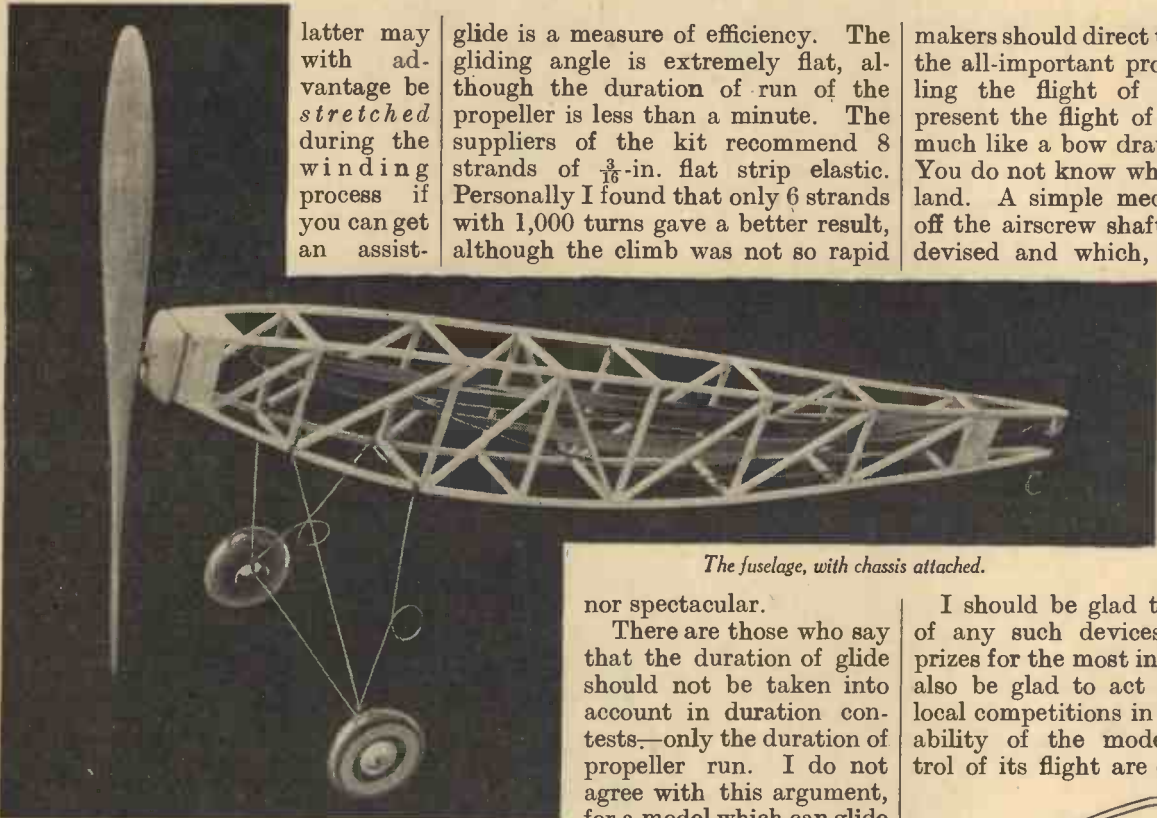 latter may
with ad-
vantage be
stretched
during the
winding
process if
you can get
an assist-
glide is a measure of efficiency. The
gliding angle is extremely flat, al-
though the duration of run of the
propeller is less than a minute. The
suppliers of the kit recommend 8
strands of 3/16-in. flat strip elastic.
Personally I found that only 6 strands
with 1,000 turns gave a better result,
although the climb was not so rapid
The fuselage, with chassis attached.
nor spectacular.
There are those who say
that the duration of glide
should not be taken into
account in duration con-
tests—only the duration of
propeller run. I do not
agree with this argument,
for a model which can glide
makers should direct
the all-important
ling the flight of
present the flight of
much like a bow
You do not know
land. A simple
off the airscrew
devised and which,
I should be glad
of any such devices
prizes for the most
also be glad to act
local competitions in
ability of the
trol of its flight are